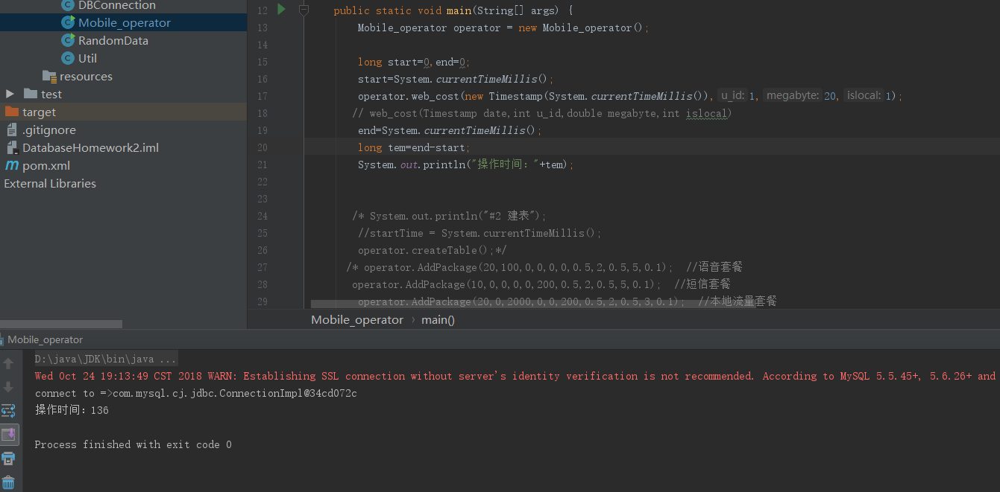 DBConnection
Mobile_operator
RandomData
Util
resources
test
target
.gitignore
DatabaseHomework2.iml
m pom.xml
External Libraries
12 public static void main(String[] args) {
13 Mobile_operator operator = new Mobile_operator();
14
15 long start=0,end=0;
16 start=System.currentTimeMillis();
17 operator.web_cost(new Timestamp(System.currentTimeMillis()), u_id: 1, megabyte: 20, islocal: 1);
18 // web_cost(Timestamp date,int u_id,double megabyte,int islocal)
19 end=System.currentTimeMillis();
20 long tem=end-start;
21 System.out.println("操作时间："+tem);
22
23
24 /* System.out.println("#2 建表");
25 //startTime = System.currentTimeMillis();
26 operator.createTable();*/
27 /* operator.AddPackage(20,100,0,0,0,0,0.5,2,0.5,5,0.1); //语音套餐
28 operator.AddPackage(10,0,0,0,0,200,0.5,2,0.5,5,0.1); //短信套餐
29 operator.AddPackage(20,0,2000,0,0,200,0.5,2,0.5,3,0.1); //本地流量套餐
Mobile_operator › main()
Mobile_operator
D:\java\JDK\bin\java ...
Wed Oct 24 19:13:49 CST 2018 WARN: Establishing SSL connection without server's identity verification is not recommended. According to MySQL 5.5.45+, 5.6.26+ and
connect to =>com.mysql.cj.jdbc.ConnectionImpl@34cd072c
操作时间：136
Process finished with exit code 0